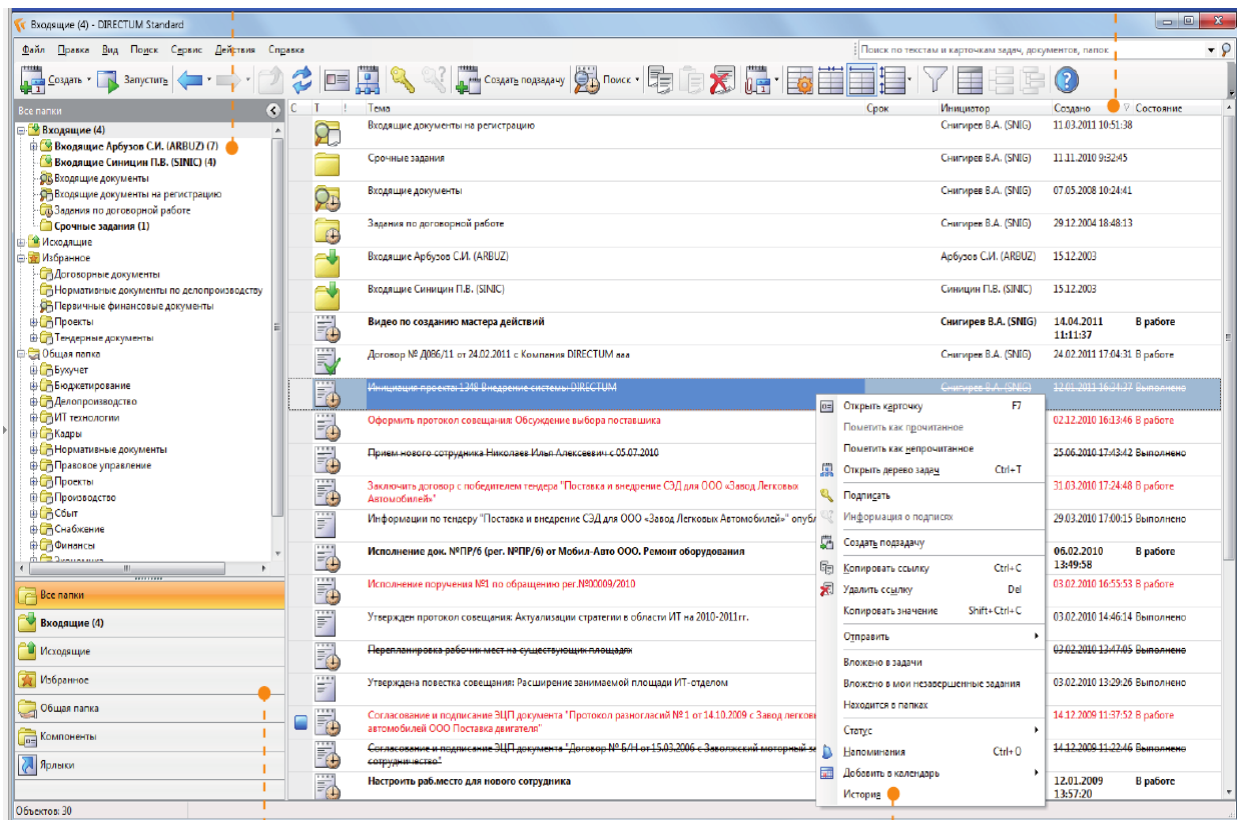 Входящие (4) - DIRECTUM Standard
Файл Правка Вид Поиск Сервис Действия Справка
Поиск по текстам и карточкам задач, документов, папок
Создать Запустить Создать подзадачу Поиск
Все папки
С Т ! Тема Срок Инициатор Создано Состояние
Входящие (4)
Входящие Арбузов С.И. (ARBUZ) (7)
Входящие Синицин П.В. (SINIC) (4)
Входящие документы
Входящие документы на регистрацию
Задания по договорной работе
Срочные задания (1)
Исходящие
Избранное
Договорные документы
Нормативные документы по делопроизводству
Первичные финансовые документы
Проекты
Тендерные документы
Общая папка
Бухучет
Бюджетирование
Делопроизводство
ИТ технологии
Кадры
Нормативные документы
Правовое управление
Проекты
Производство
Сбыт
Снабжение
Финансы
Все папки
Входящие (4)
Исходящие
Избранное
Общая папка
Компоненты
Ярлыки
Объектов: 30
Входящие документы на регистрацию Снигирев В.А. (SNIG) 11.03.2011 10:51:38
Срочные задания Снигирев В.А. (SNIG) 11.11.2010 9:32:45
Входящие документы Снигирев В.А. (SNIG) 07.05.2008 10:24:41
Задания по договорной работе Снигирев В.А. (SNIG) 29.12.2004 18:48:13
Входящие Арбузов С.И. (ARBUZ) Арбузов С.И. (ARBUZ) 15.12.2003
Входящие Синицин П.В. (SINIC) Синицин П.В. (SINIC) 15.12.2003
Видео по созданию мастера действий Снигирев В.А. (SNIG) 14.04.2011 В работе
11:11:37
Договор № Д086/11 от 24.02.2011 с Компания DIRECTUM ааа Снигирев В.А. (SNIG) 24.02.2011 17:04:31 В работе
Инициация проекта: 1348 Внедрение системы DIRECTUM Снигирев В.А. (SNIG) 12.01.2011 16:34:37 Выполнено
Оформить протокол совещания: Обсуждение выбора поставщика 02.12.2010 16:13:46 В работе
Прием нового сотрудника Николаев Илья Алексеевич с 05.07.2010 25.06.2010 17:43:42 Выполнено
Заключить договор с победителем тендера "Поставка и внедрение СЭД для ООО «Завод Легковых 31.03.2010 17:24:48 В работе
Автомобилей»"
Информации по тендеру "Поставка и внедрение СЭД для ООО «Завод Легковых Автомобилей»" опубл 29.03.2010 17:00:15 Выполнено
Исполнение док. №ПР/6 (рег. №ПР/6) от Мобил-Авто ООО. Ремонт оборудования 06.02.2010 В работе
13:49:58
Исполнение поручения №1 по обращению рег.№00009/2010 03.02.2010 16:55:53 В работе
Утвержден протокол совещания: Актуализации стратегии в области ИТ на 2010-2011гг. 03.02.2010 14:46:14 Выполнено
Перепланировка рабочих мест на существующих площадях 03.02.2010 13:47:05 Выполнено
Утверждена повестка совещания: Расширение занимаемой площади ИТ-отделом 03.02.2010 13:29:26 Выполнено
Согласование и подписание ЭЦП документа "Протокол разногласий № 1 от 14.10.2009 с Завод легков 14.12.2009 11:37:52 В работе
автомобилей ООО Поставка двигателя"
Согласование и подписание ЭЦП документа "Договор № Б/Н от 15.03.2006 с Заволжский моторный за 14.12.2009 11:22:46 Выполнено
сотрудничество"
Настроить раб.место для нового сотрудника 12.01.2009 В работе
13:57:20
Открыть карточку F7
Пометить как прочитанное
Пометить как непрочитанное
Открыть дерево задач Ctrl+T
Подписать
Информация о подписях
Создать подзадачу
Копировать ссылку Ctrl+C
Удалить ссылку Del
Копировать значение Shift+Ctrl+C
Отправить
Вложено в задачи
Вложено в мои незавершенные задания
Находится в папках
Статус
Напоминания Ctrl+O
Добавить в календарь
История